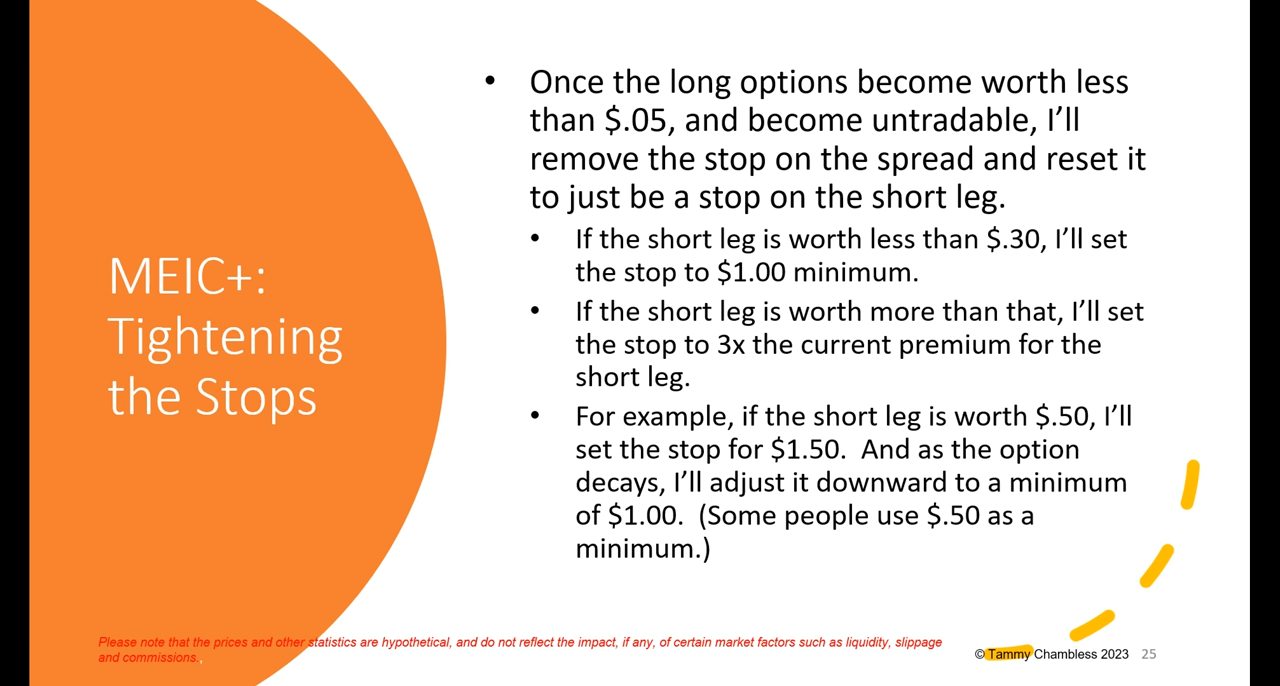 MEIC+:
Tightening
the Stops
• Once the long options become worth less
than $.05, and become untradable, I’ll
remove the stop on the spread and reset it
to just be a stop on the short leg.
• If the short leg is worth less than $.30, I’ll set
the stop to $1.00 minimum.
• If the short leg is worth more than that, I’ll set
the stop to 3x the current premium for the
short leg.
• For example, if the short leg is worth $.50, I’ll
set the stop for $1.50.  And as the option
decays, I’ll adjust it downward to a minimum
of $1.00.  (Some people use $.50 as a
minimum.)
Please note that the prices and other statistics are hypothetical, and do not reflect the impact, if any, of certain market factors such as liquidity, slippage
and commissions.,
© Tammy Chambless 2023 25